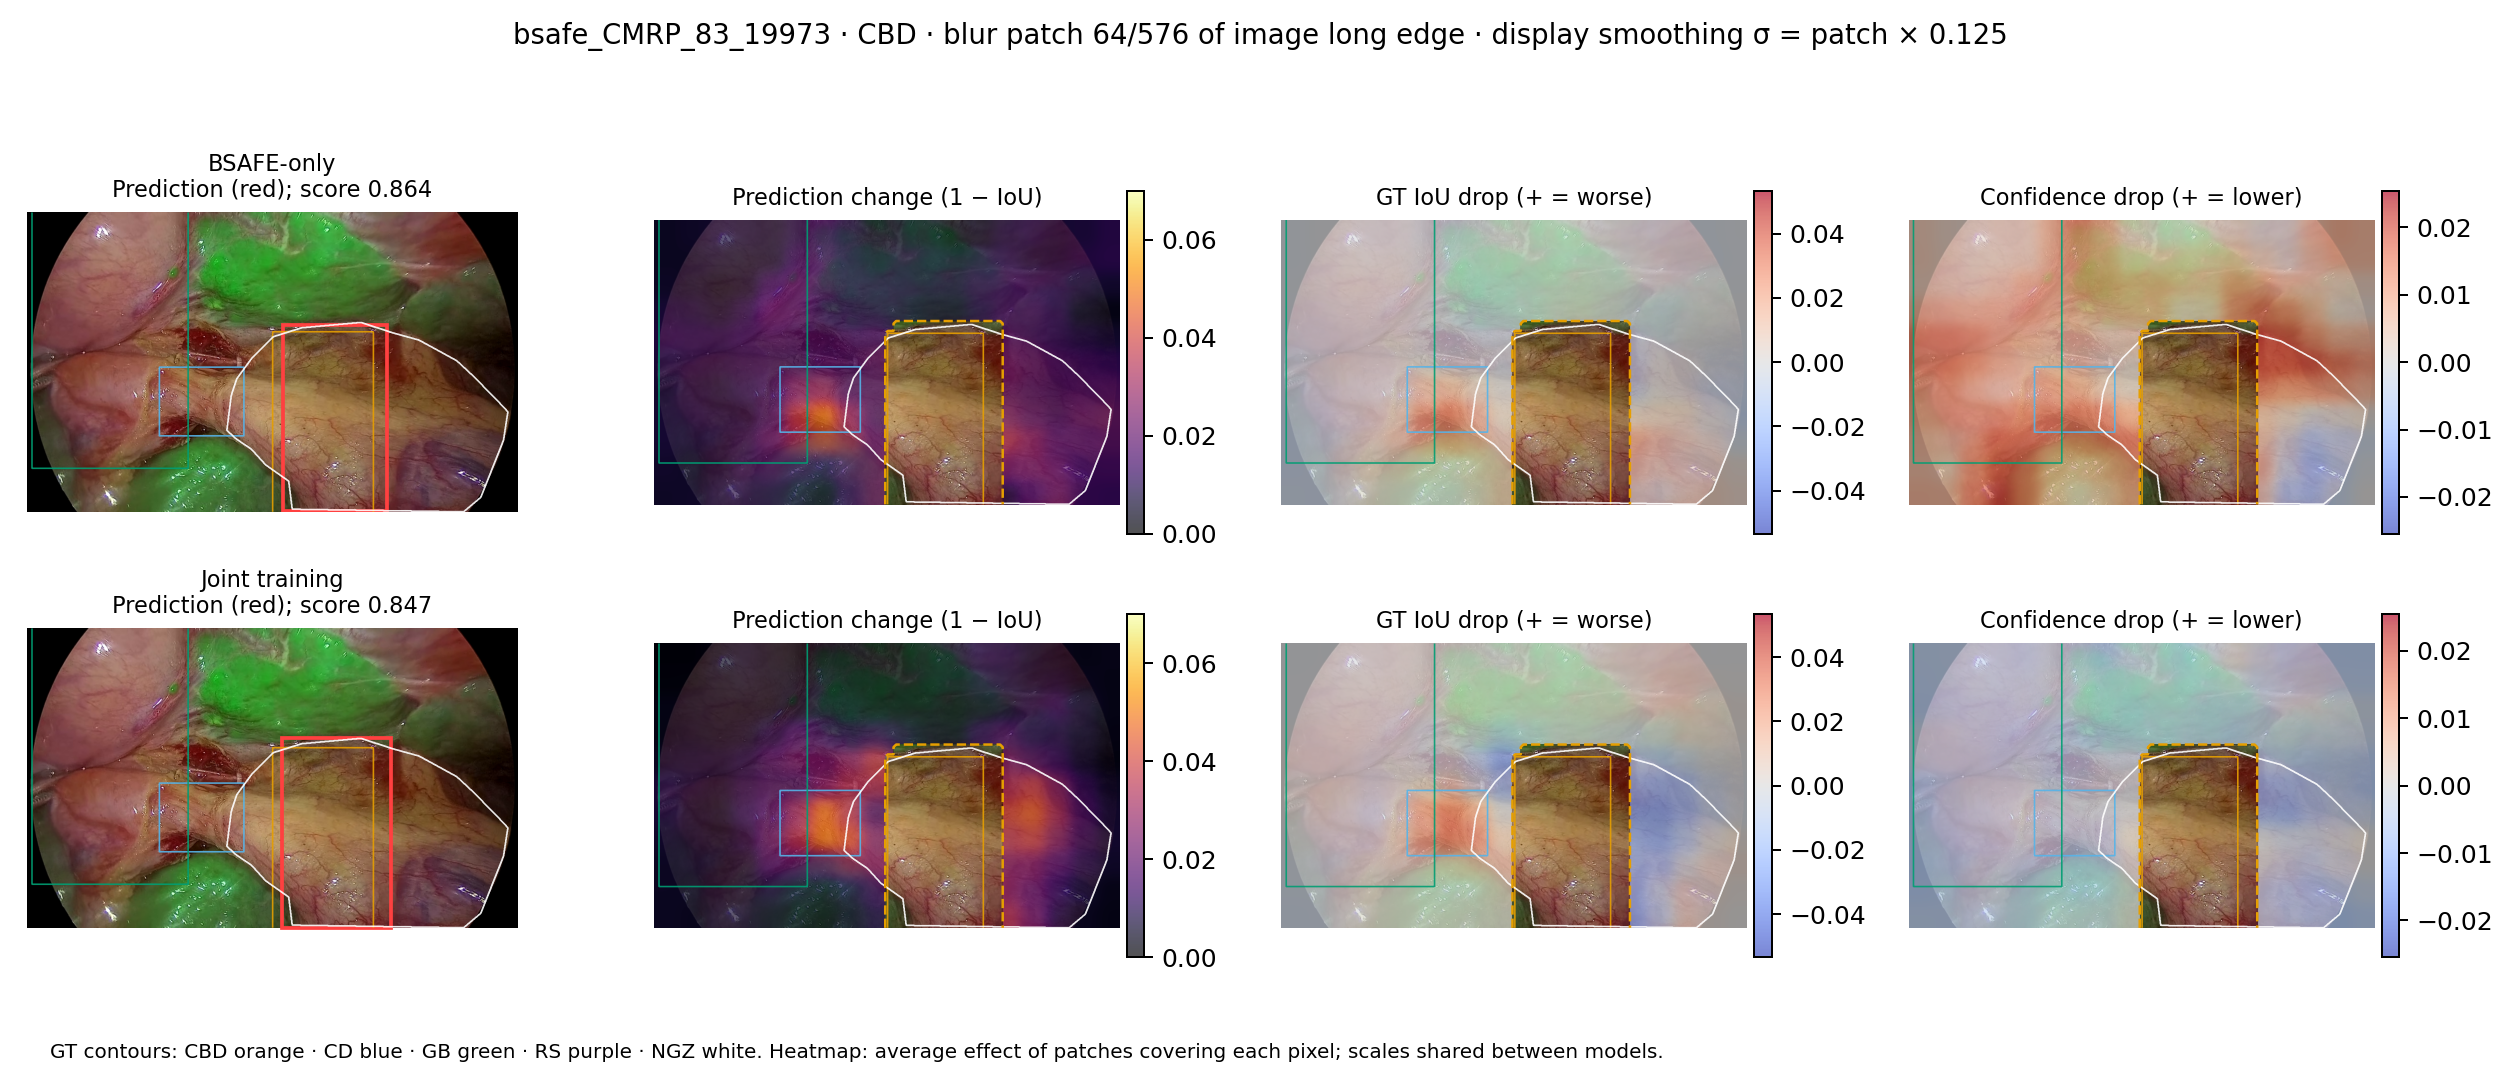 bsafe_CMRP_83_19973 · CBD · blur patch 64/576 of image long edge · display smoothing σ = patch × 0.125
BSAFE-only
Prediction (red); score 0.864
Prediction change (1 − IoU)
0.06
0.04
0.02
0.00
GT IoU drop (+ = worse)
0.04
0.02
0.00
−0.02
−0.04
Confidence drop (+ = lower)
0.02
0.01
0.00
−0.01
−0.02
Joint training
Prediction (red); score 0.847
Prediction change (1 − IoU)
0.06
0.04
0.02
0.00
GT IoU drop (+ = worse)
0.04
0.02
0.00
−0.02
−0.04
Confidence drop (+ = lower)
0.02
0.01
0.00
−0.01
−0.02
GT contours: CBD orange · CD blue · GB green · RS purple · NGZ white. Heatmap: average effect of patches covering each pixel; scales shared between models.